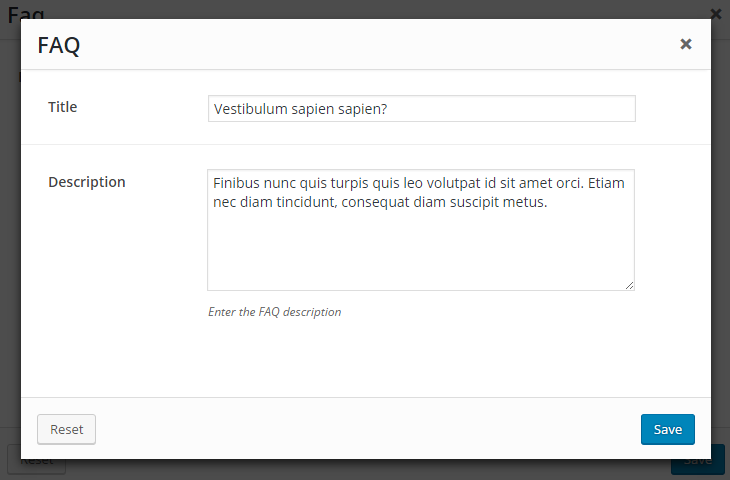 Faq
FAQ
Title
Vestibulum sapien sapien?
Description
Finibus nunc quis turpis quis leo volutpat id sit amet orci. Etiam
nec diam tincidunt, consequat diam suscipit metus.
Enter the FAQ description
Reset
Save
Reset
Save